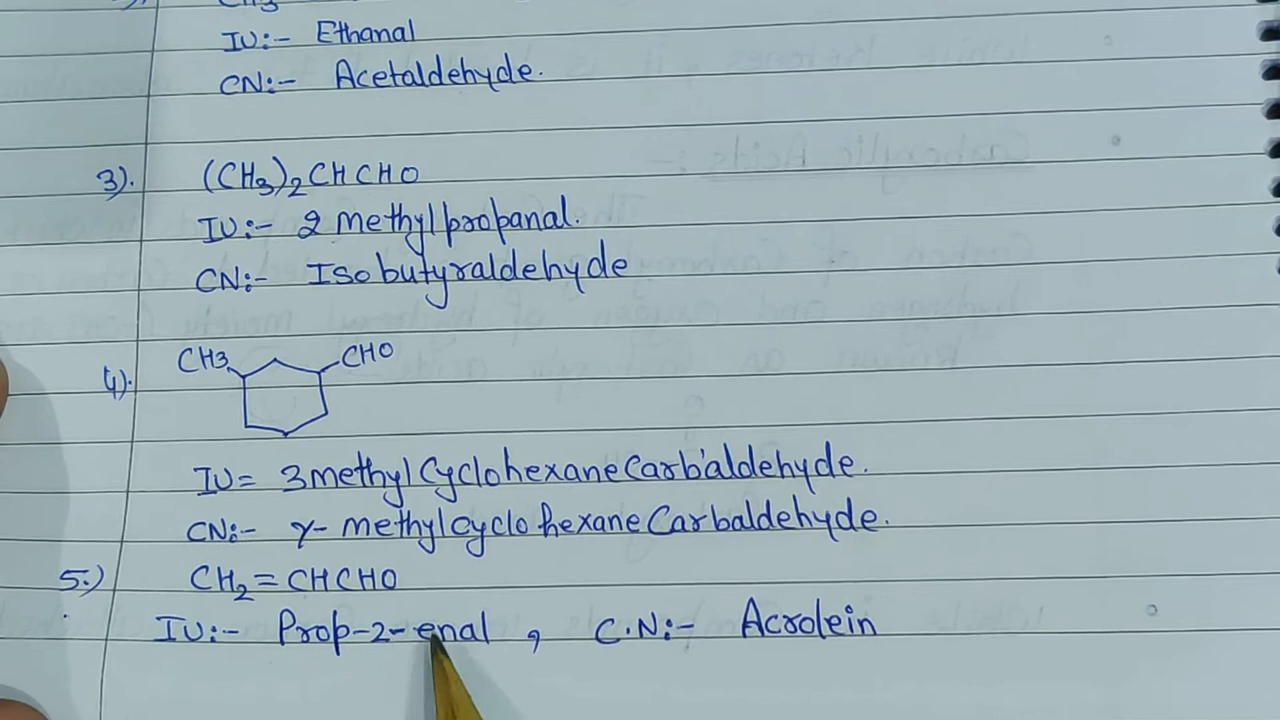 CH3
IU:- Ethanal
CN:- Acetaldehyde.
3). (CH3)2CHCHO
IU:- 2 methylpropanal.
CN:- Isobutyraldehyde
4). CH3 CHO
IU= 3methylCyclohexaneCarbaldehyde.
CN:- γ-methylcyclohexaneCarbaldehyde.
5.) CH2=CHCHO
IU:- Prop-2-enal , C.N:- Acrolein